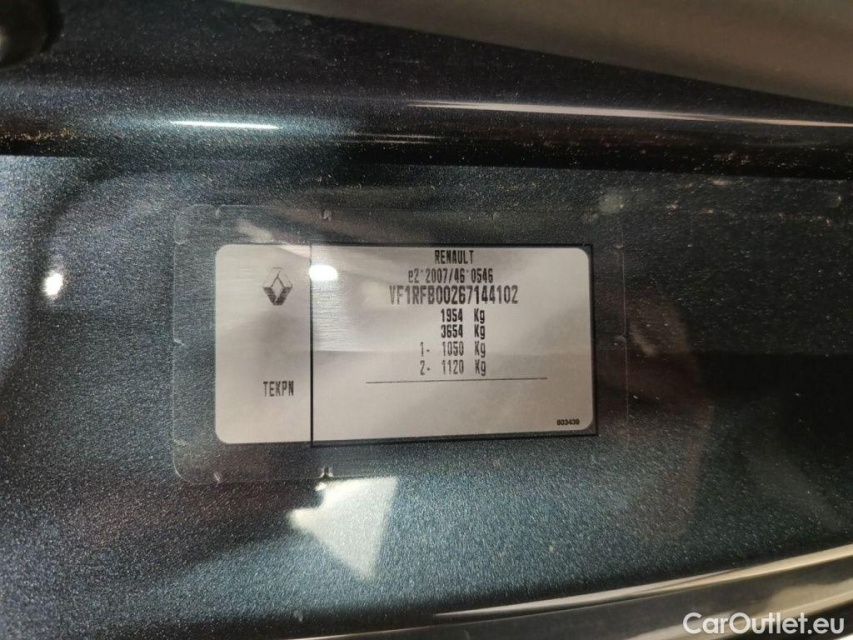 RENAULT
e2*2007/46*0546
VF1RFB00267144102
1954 Kg
3654 Kg
1- 1050 Kg
2- 1120 Kg
TEKPN
803439
CarOutlet.eu